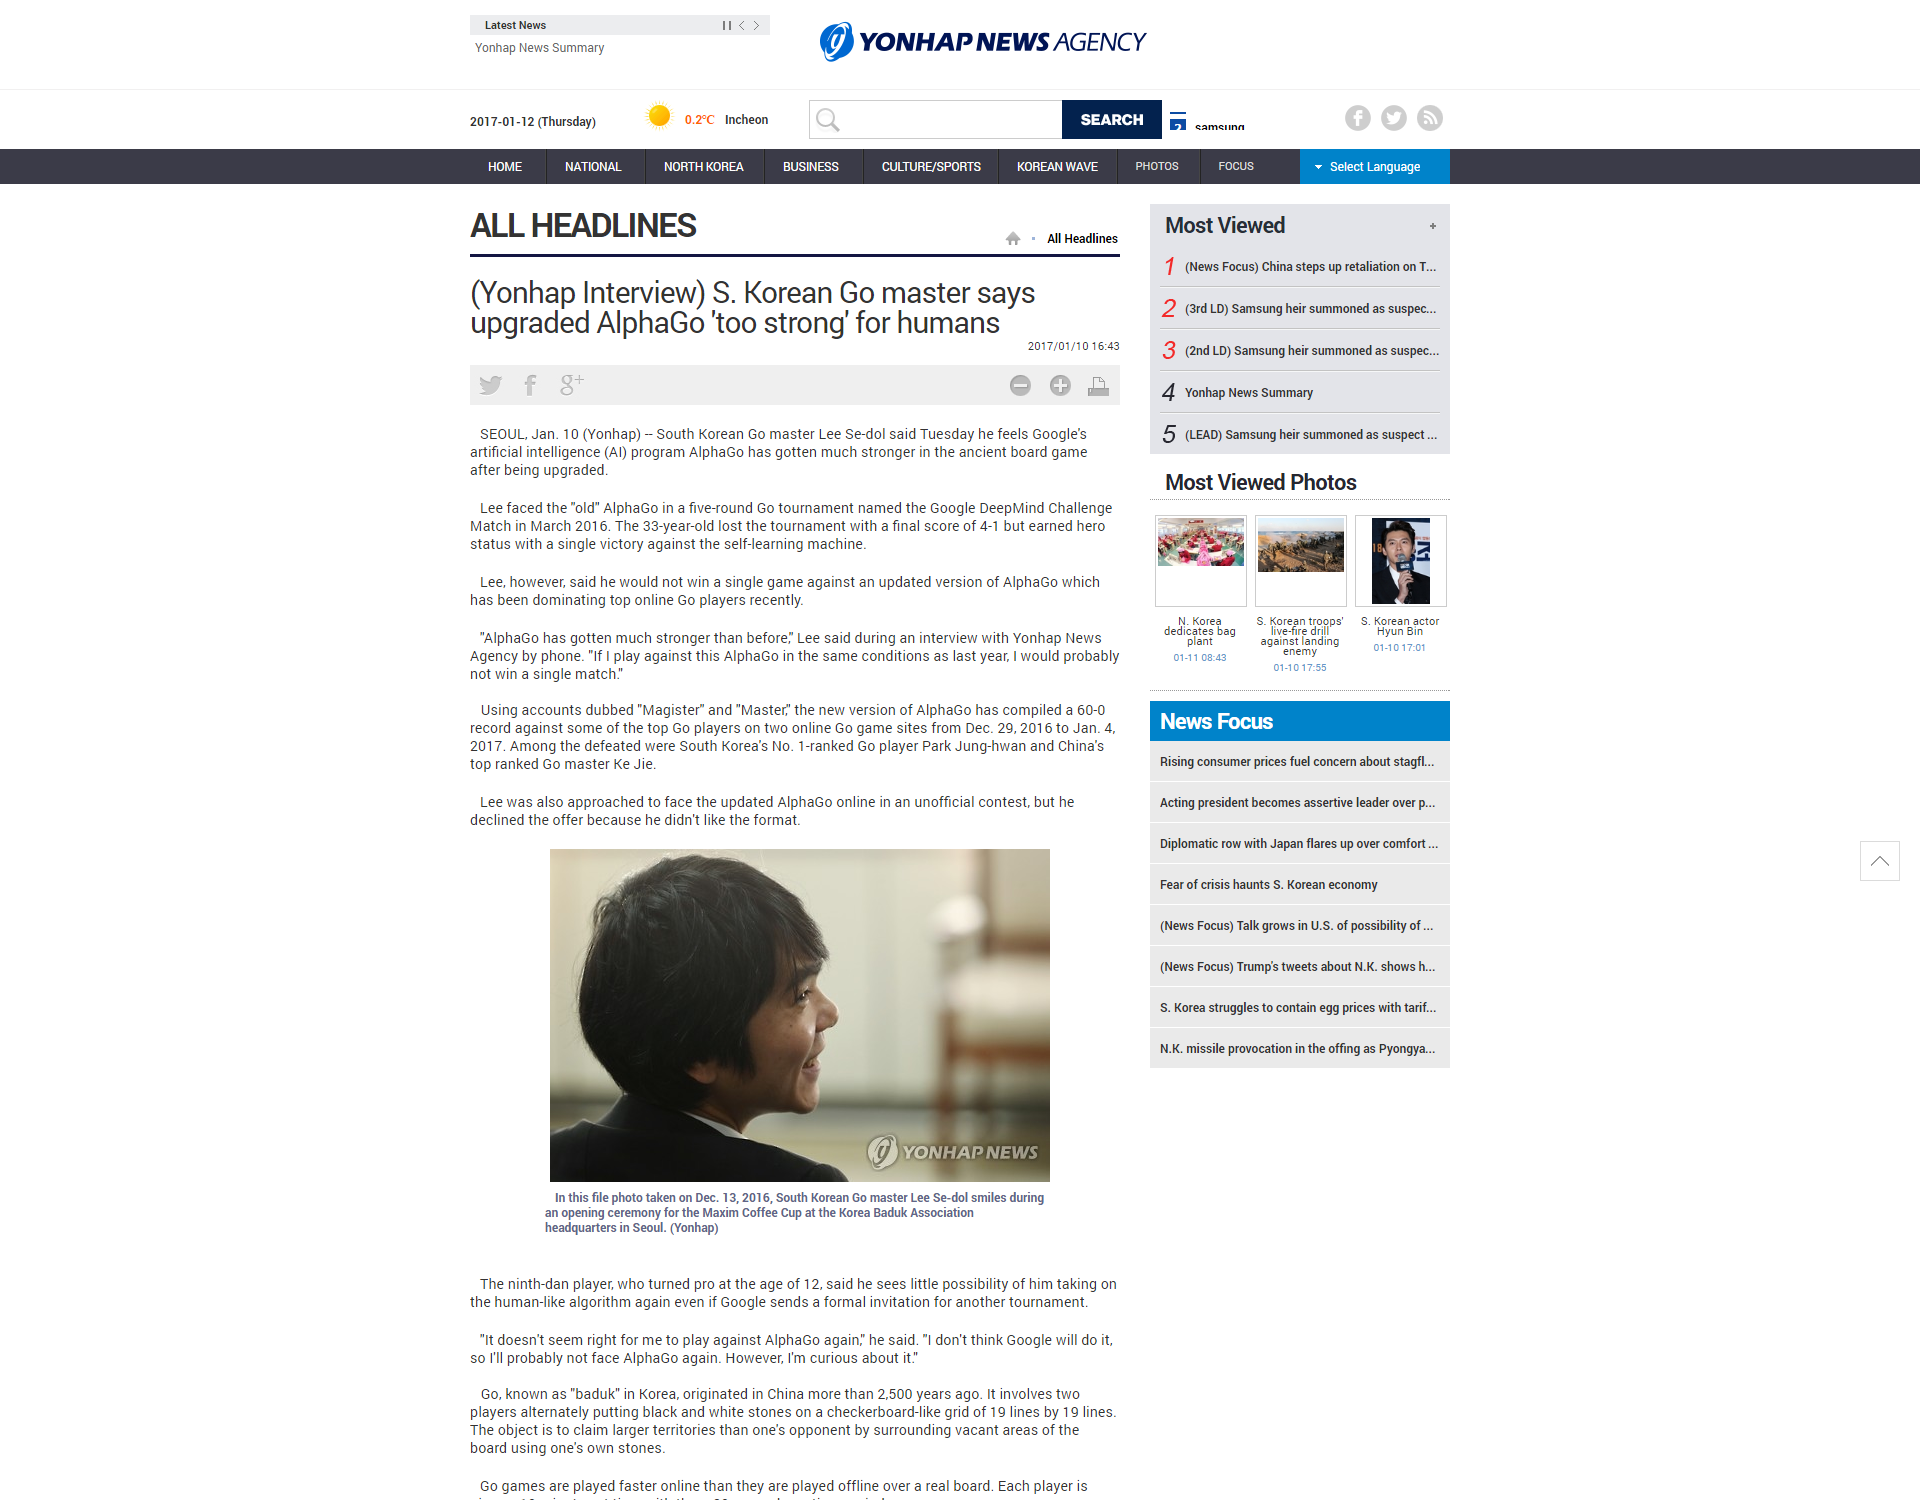 Latest News
Yonhap News Summary
YONHAP NEWS AGENCY
2017-01-12 (Thursday)
0.2°C Incheon
SEARCH
2 samsung
HOME NATIONAL NORTH KOREA BUSINESS CULTURE/SPORTS KOREAN WAVE PHOTOS FOCUS Select Language
ALL HEADLINES
All Headlines
(Yonhap Interview) S. Korean Go master says
upgraded AlphaGo 'too strong' for humans
2017/01/10 16:43
SEOUL, Jan. 10 (Yonhap) -- South Korean Go master Lee Se-dol said Tuesday he feels Google's
artificial intelligence (AI) program AlphaGo has gotten much stronger in the ancient board game
after being upgraded.
Lee faced the "old" AlphaGo in a five-round Go tournament named the Google DeepMind Challenge
Match in March 2016. The 33-year-old lost the tournament with a final score of 4-1 but earned hero
status with a single victory against the self-learning machine.
Lee, however, said he would not win a single game against an updated version of AlphaGo which
has been dominating top online Go players recently.
"AlphaGo has gotten much stronger than before," Lee said during an interview with Yonhap News
Agency by phone. "If I play against this AlphaGo in the same conditions as last year, I would probably
not win a single match."
Using accounts dubbed "Magister" and "Master," the new version of AlphaGo has compiled a 60-0
record against some of the top Go players on two online Go game sites from Dec. 29, 2016 to Jan. 4,
2017. Among the defeated were South Korea's No. 1-ranked Go player Park Jung-hwan and China's
top ranked Go master Ke Jie.
Lee was also approached to face the updated AlphaGo online in an unofficial contest, but he
declined the offer because he didn't like the format.
YONHAP NEWS
In this file photo taken on Dec. 13, 2016, South Korean Go master Lee Se-dol smiles during
an opening ceremony for the Maxim Coffee Cup at the Korea Baduk Association
headquarters in Seoul. (Yonhap)
The ninth-dan player, who turned pro at the age of 12, said he sees little possibility of him taking on
the human-like algorithm again even if Google sends a formal invitation for another tournament.
"It doesn't seem right for me to play against AlphaGo again," he said. "I don't think Google will do it,
so I'll probably not face AlphaGo again. However, I'm curious about it."
Go, known as "baduk" in Korea, originated in China more than 2,500 years ago. It involves two
players alternately putting black and white stones on a checkerboard-like grid of 19 lines by 19 lines.
The object is to claim larger territories than one's opponent by surrounding vacant areas of the
board using one's own stones.
Go games are played faster online than they are played offline over a real board. Each player is
Most Viewed
1 (News Focus) China steps up retaliation on T...
2 (3rd LD) Samsung heir summoned as suspec...
3 (2nd LD) Samsung heir summoned as suspec...
4 Yonhap News Summary
5 (LEAD) Samsung heir summoned as suspect ...
Most Viewed Photos
N. Korea
dedicates bag
plant
01-11 08:43
S. Korean troops'
live-fire drill
against landing
enemy
01-10 17:55
S. Korean actor
Hyun Bin
01-10 17:01
News Focus
Rising consumer prices fuel concern about stagfl...
Acting president becomes assertive leader over p...
Diplomatic row with Japan flares up over comfort ...
Fear of crisis haunts S. Korean economy
(News Focus) Talk grows in U.S. of possibility of ...
(News Focus) Trump's tweets about N.K. shows h...
S. Korea struggles to contain egg prices with tarif...
N.K. missile provocation in the offing as Pyongya...